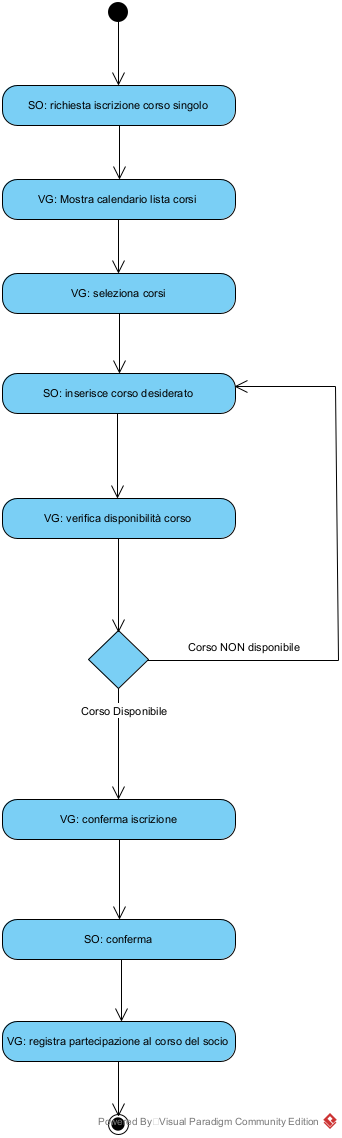 SO: richiesta iscrizione corso singolo
VG: Mostra calendario lista corsi
VG: seleziona corsi
SO: inserisce corso desiderato
VG: verifica disponibilità corso
Corso NON disponibile
Corso Disponibile
VG: conferma iscrizione
SO: conferma
VG: registra partecipazione al corso del socio
Powered By Visual Paradigm Community Edition